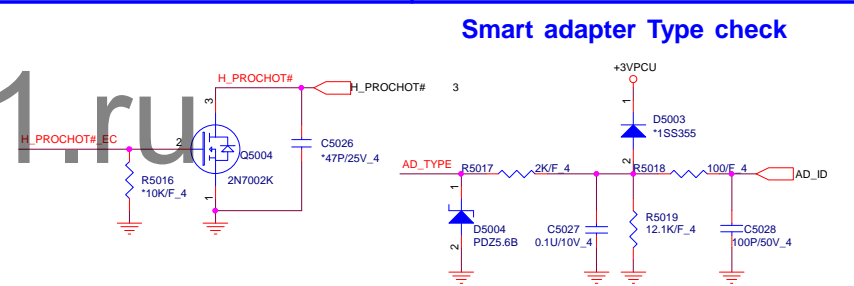 Smart adapter Type check
+3VPCU
H_PROCHOT#
H_PROCHOT# 3
3
1
D5003
*1SS355
1.ru
H_PROCHOT#_EC
2
Q5004
C5026
*47P/25V_4
2
AD_TYPE
R5017
2K/F_4
R5018
100/F_4
AD_ID
R5016
*10K/F_4
2N7002K
1
1
D5004
PDZ5.6B
2
C5027
0.1U/10V_4
R5019
12.1K/F_4
C5028
100P/50V_4